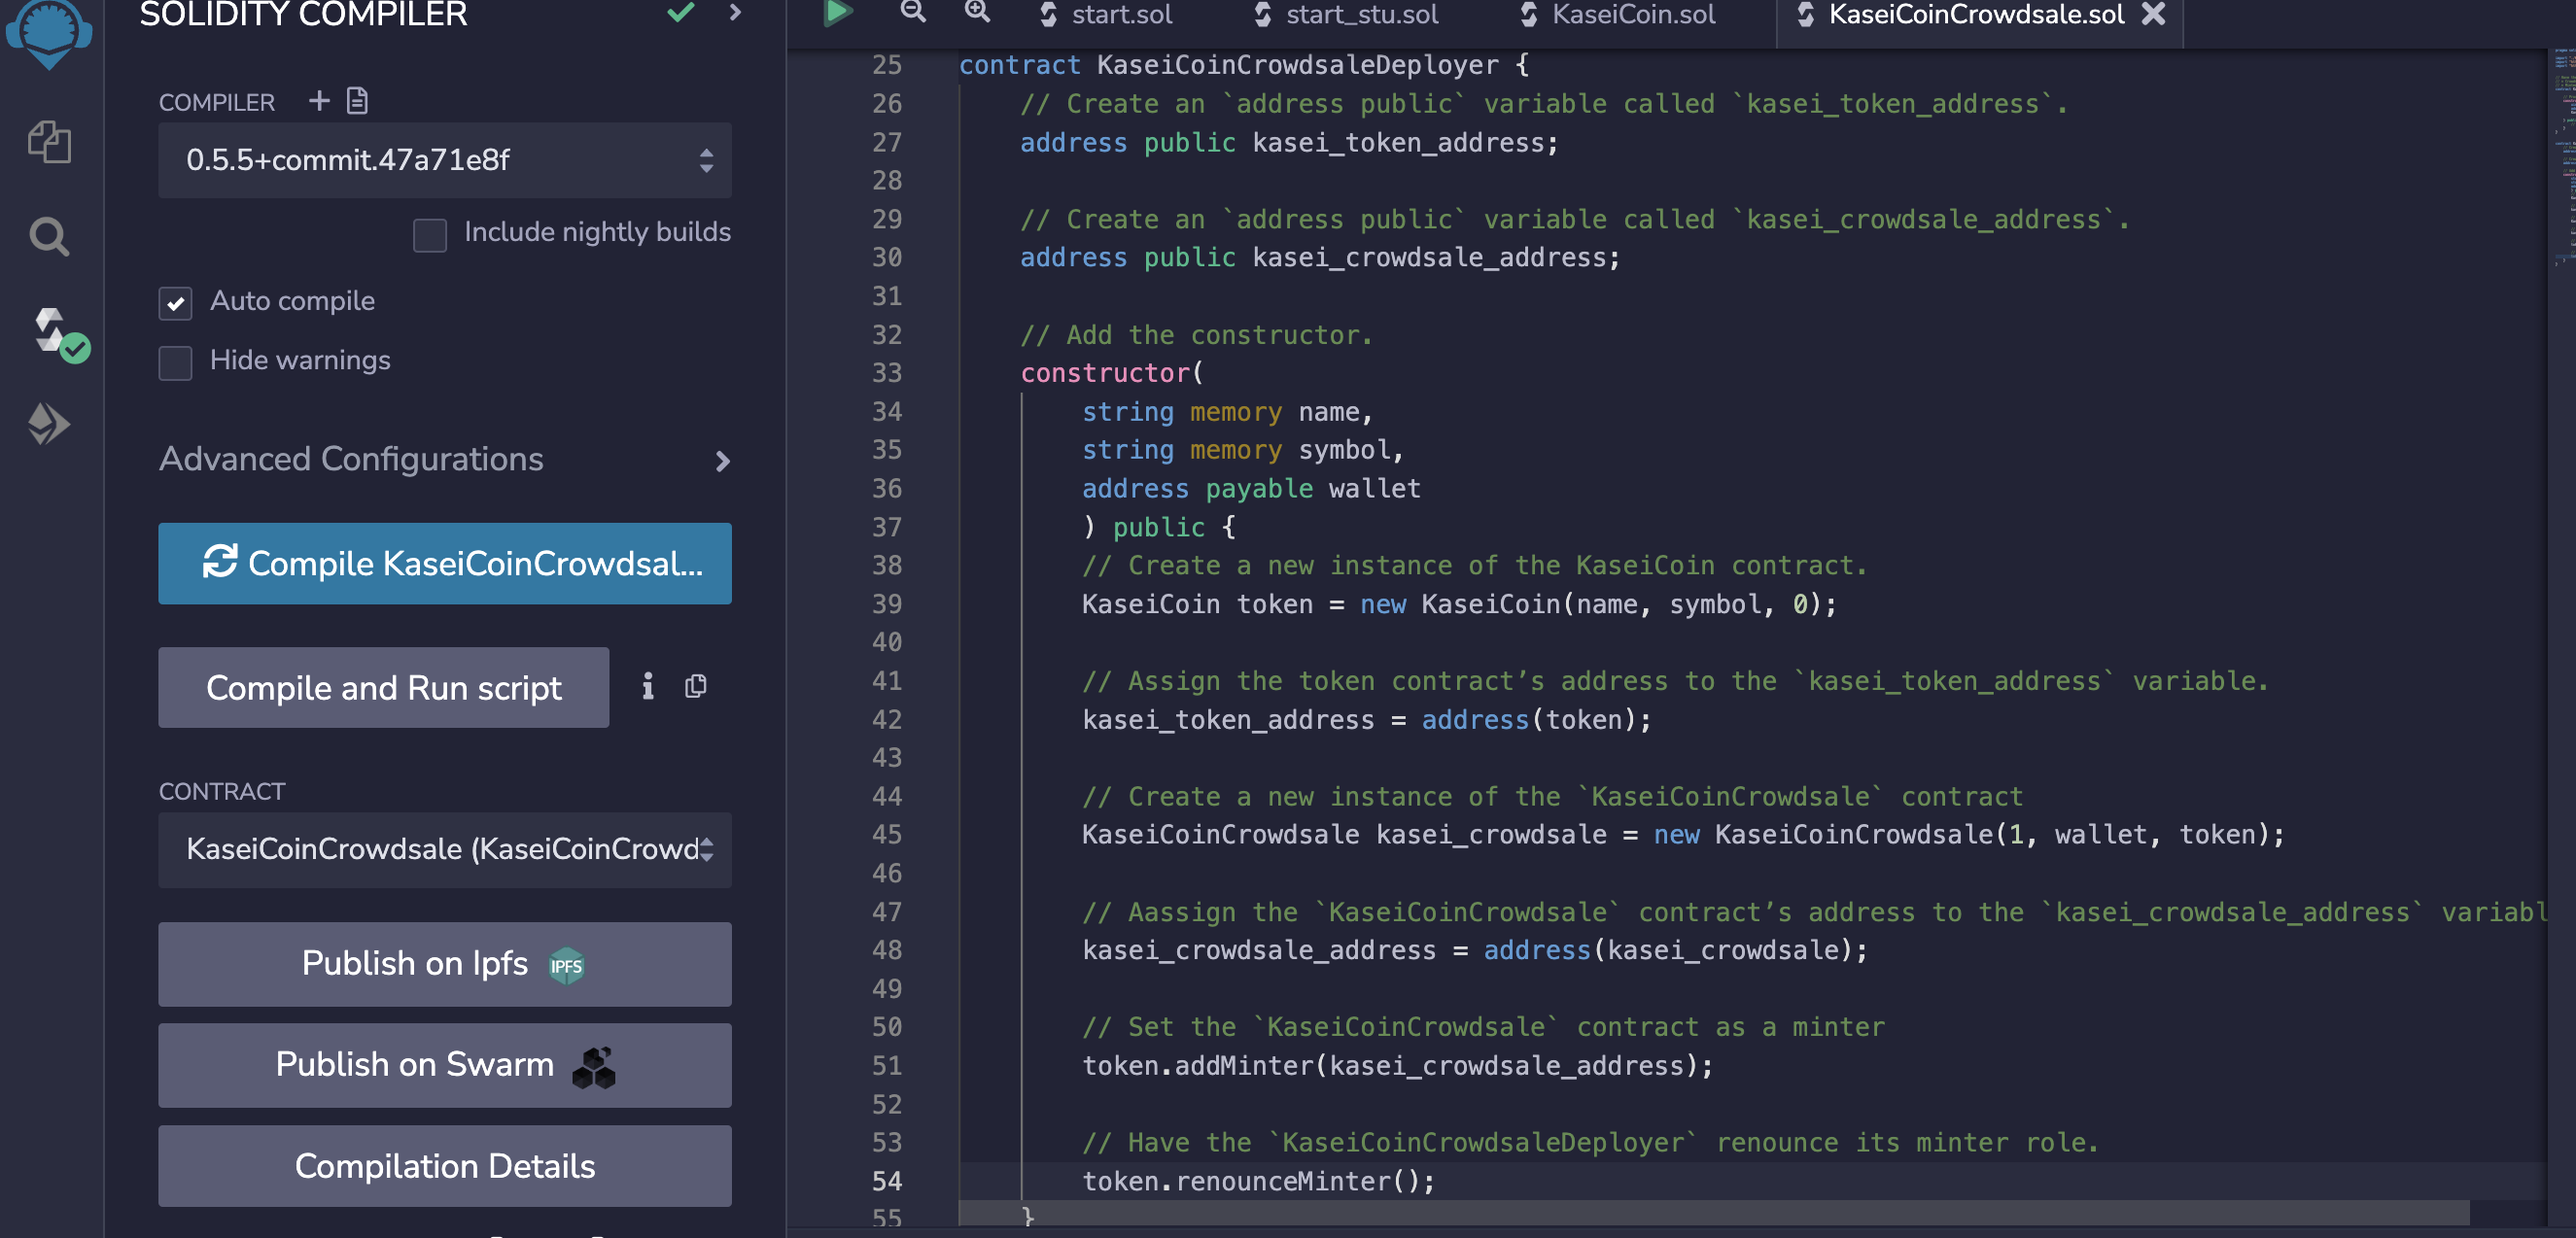 SOLIDITY COMPILER
COMPILER
0.5.5+commit.47a71e8f
Include nightly builds
Auto compile
Hide warnings
Advanced Configurations
Compile KaseiCoinCrowdsal...
Compile and Run script
CONTRACT
KaseiCoinCrowdsale (KaseiCoinCrowd
Publish on Ipfs
IPFS
Publish on Swarm
Compilation Details
start.sol start_stu.sol KaseiCoin.sol KaseiCoinCrowdsale.sol
25 contract KaseiCoinCrowdsaleDeployer {
26 // Create an `address public` variable called `kasei_token_address`.
27 address public kasei_token_address;
28
29 // Create an `address public` variable called `kasei_crowdsale_address`.
30 address public kasei_crowdsale_address;
31
32 // Add the constructor.
33 constructor(
34 string memory name,
35 string memory symbol,
36 address payable wallet
37 ) public {
38 // Create a new instance of the KaseiCoin contract.
39 KaseiCoin token = new KaseiCoin(name, symbol, 0);
40
41 // Assign the token contract’s address to the `kasei_token_address` variable.
42 kasei_token_address = address(token);
43
44 // Create a new instance of the `KaseiCoinCrowdsale` contract
45 KaseiCoinCrowdsale kasei_crowdsale = new KaseiCoinCrowdsale(1, wallet, token);
46
47 // Aassign the `KaseiCoinCrowdsale` contract’s address to the `kasei_crowdsale_address` variabl
48 kasei_crowdsale_address = address(kasei_crowdsale);
49
50 // Set the `KaseiCoinCrowdsale` contract as a minter
51 token.addMinter(kasei_crowdsale_address);
52
53 // Have the `KaseiCoinCrowdsaleDeployer` renounce its minter role.
54 token.renounceMinter();
55 }